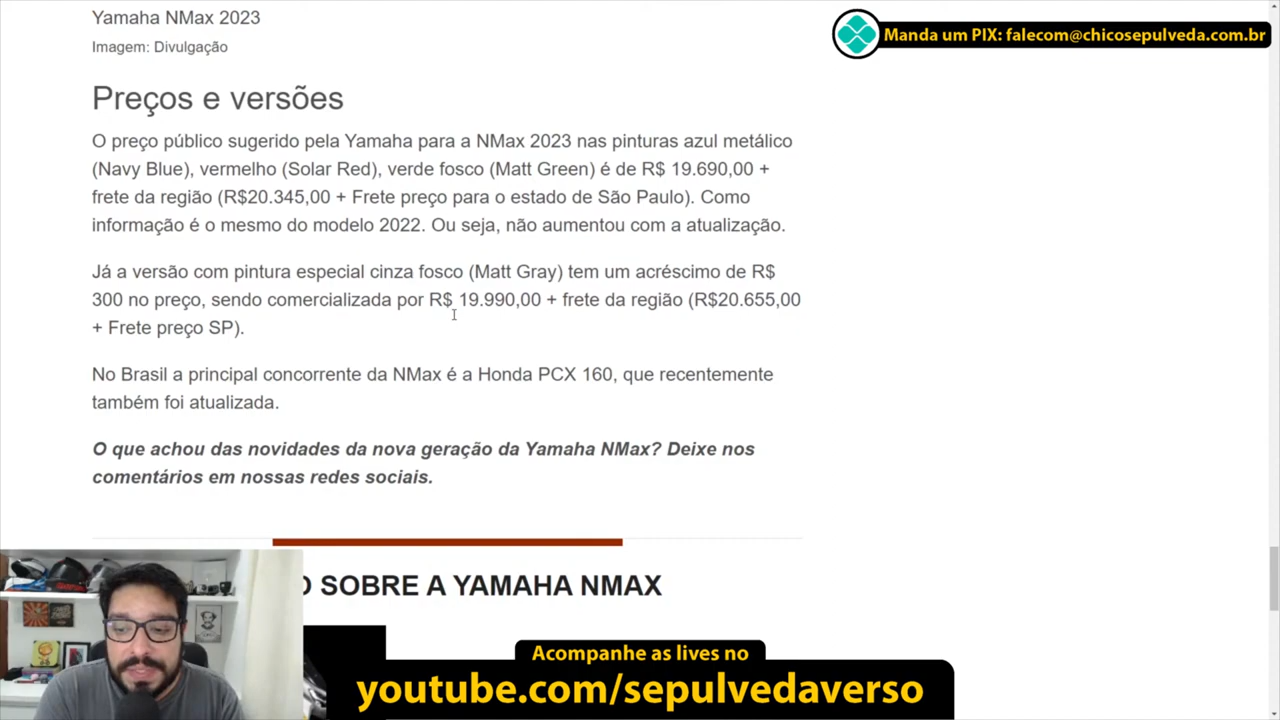 Yamaha NMax 2023
Imagem: Divulgação
Manda um PIX: falecom@chicosepulveda.com.br
Preços e versões
O preço público sugerido pela Yamaha para a NMax 2023 nas pinturas azul metálico
(Navy Blue), vermelho (Solar Red), verde fosco (Matt Green) é de R$ 19.690,00 +
frete da região (R$20.345,00 + Frete preço para o estado de São Paulo). Como
informação é o mesmo do modelo 2022. Ou seja, não aumentou com a atualização.
Já a versão com pintura especial cinza fosco (Matt Gray) tem um acréscimo de R$
300 no preço, sendo comercializada por R$ 19.990,00 + frete da região (R$20.655,00
+ Frete preço SP).
No Brasil a principal concorrente da NMax é a Honda PCX 160, que recentemente
também foi atualizada.
O que achou das novidades da nova geração da Yamaha NMax? Deixe nos
comentários em nossas redes sociais.
O SOBRE A YAMAHA NMAX
Acompanhe as lives no
youtube.com/sepulvedaverso